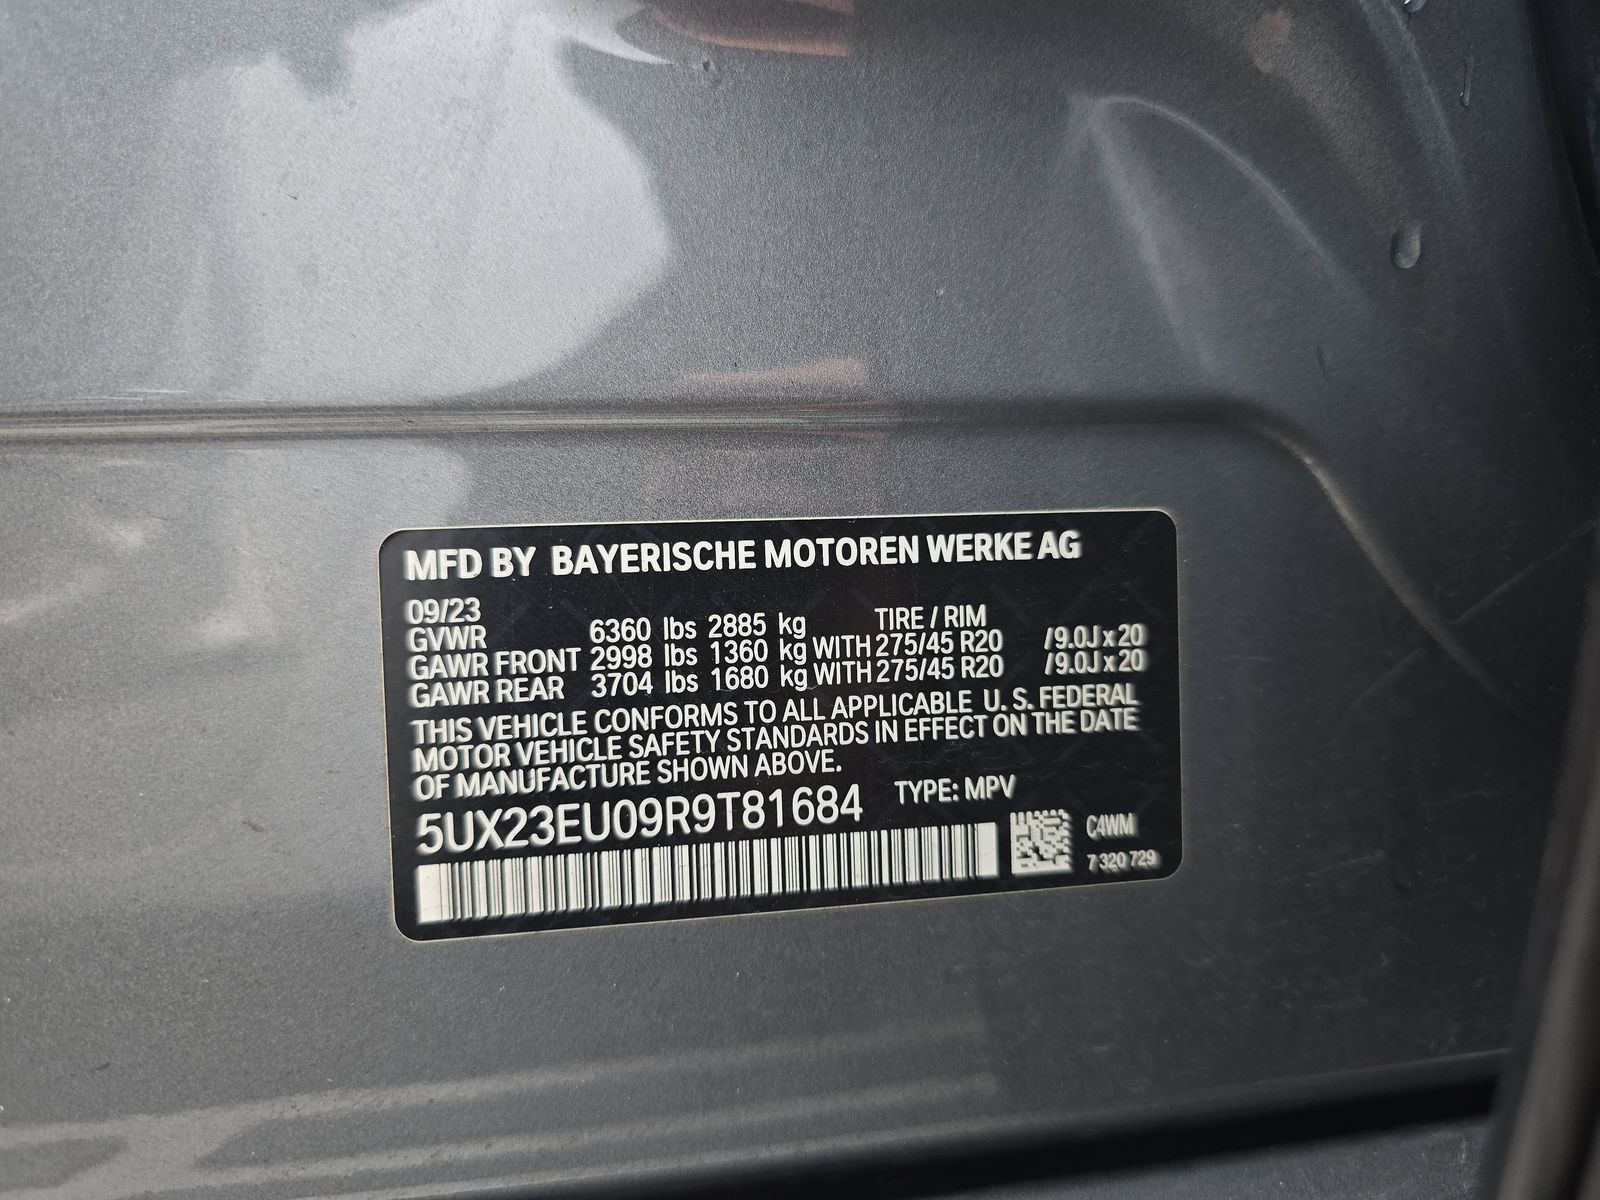 MFD BY BAYERISCHE MOTOREN WERKE AG
09/23 TIRE / RIM
GVWR 6360 lbs 2885 kg
GAWR FRONT 2998 lbs 1360 kg WITH 275/45 R20 /9.0J x 20
GAWR REAR 3704 lbs 1680 kg WITH 275/45 R20 /9.0J x 20
THIS VEHICLE CONFORMS TO ALL APPLICABLE U. S. FEDERAL
MOTOR VEHICLE SAFETY STANDARDS IN EFFECT ON THE DATE
OF MANUFACTURE SHOWN ABOVE.
5UX23EU09R9T81684 TYPE: MPV
C4WM
7 320 729